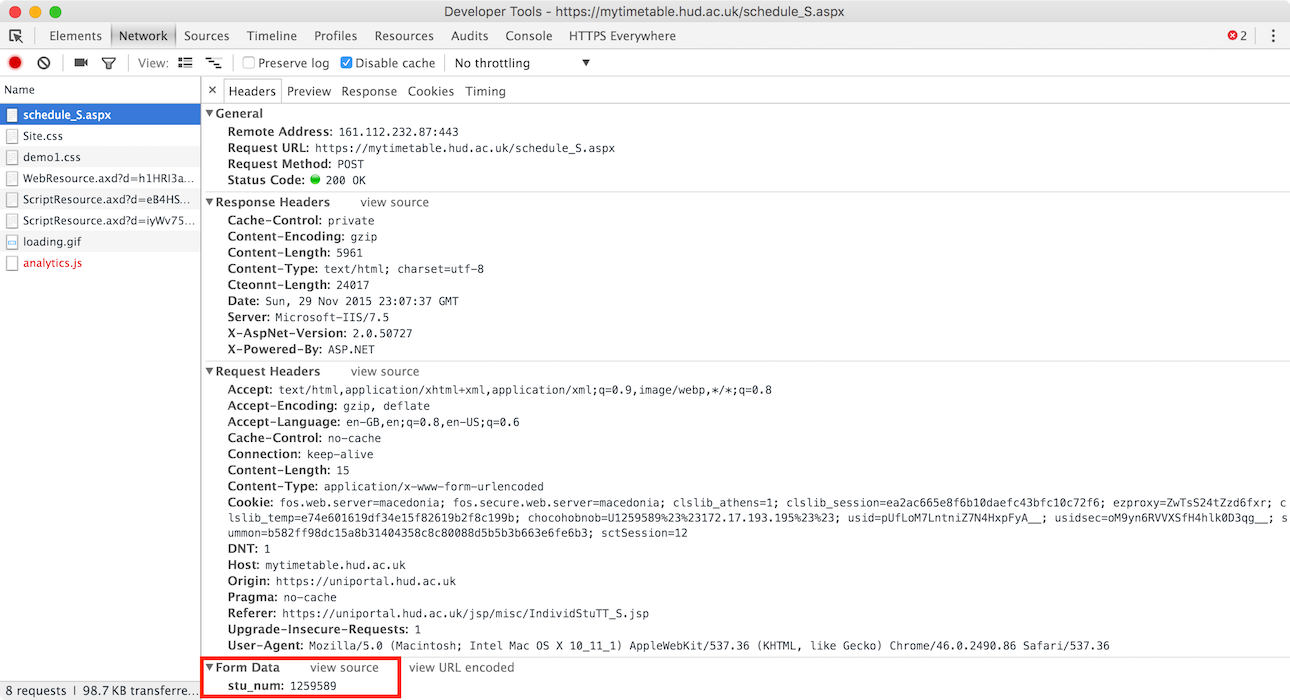 Developer Tools - https://mytimetable.hud.ac.uk/schedule_S.aspx
Elements Network Sources Timeline Profiles Resources Audits Console HTTPS Everywhere 2
View: Preserve log Disable cache No throttling
Name
schedule_S.aspx
Site.css
demo1.css
WebResource.axd?d=h1HRl3a...
ScriptResource.axd?d=eB4HS...
ScriptResource.axd?d=iyWv75...
loading.gif
analytics.js
8 requests | 98.7 KB transferre...
× Headers Preview Response Cookies Timing
General
Remote Address: 161.112.232.87:443
Request URL: https://mytimetable.hud.ac.uk/schedule_S.aspx
Request Method: POST
Status Code: 200 OK
Response Headers view source
Cache-Control: private
Content-Encoding: gzip
Content-Length: 5961
Content-Type: text/html; charset=utf-8
Cteonnt-Length: 24017
Date: Sun, 29 Nov 2015 23:07:37 GMT
Server: Microsoft-IIS/7.5
X-AspNet-Version: 2.0.50727
X-Powered-By: ASP.NET
Request Headers view source
Accept: text/html,application/xhtml+xml,application/xml;q=0.9,image/webp,*/*;q=0.8
Accept-Encoding: gzip, deflate
Accept-Language: en-GB,en;q=0.8,en-US;q=0.6
Cache-Control: no-cache
Connection: keep-alive
Content-Length: 15
Content-Type: application/x-www-form-urlencoded
Cookie: fos.web.server=macedonia; fos.secure.web.server=macedonia; clslib_athens=1; clslib_session=ea2ac665e8f6b10daefc43bfc10c72f6; ezproxy=ZwTsS24tZzd6fxr; c
lslib_temp=e74e601619df34e15f82619b2f8c199b; chocohobnob=U1259589%23%23172.17.193.195%23%23; usid=pUfLoM7LntniZ7N4HxpFyA__; usidsec=oM9yn6RVVXSfH4hlk0D3qg__; s
ummon=b582ff98dc15a8b31404358c8c80088d5b5b3b663e6fe6b3; sctSession=12
DNT: 1
Host: mytimetable.hud.ac.uk
Origin: https://uniportal.hud.ac.uk
Pragma: no-cache
Referer: https://uniportal.hud.ac.uk/jsp/misc/IndividStuTT_S.jsp
Upgrade-Insecure-Requests: 1
User-Agent: Mozilla/5.0 (Macintosh; Intel Mac OS X 10_11_1) AppleWebKit/537.36 (KHTML, like Gecko) Chrome/46.0.2490.86 Safari/537.36
Form Data view source view URL encoded
stu_num: 1259589